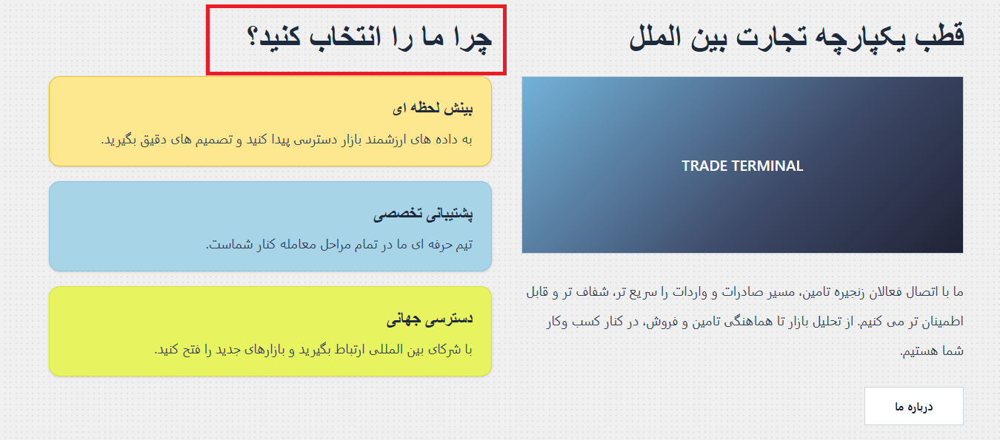 قطب یکپارچه تجارت بین الملل
TRADE TERMINAL
ما با اتصال فعالان زنجیره تامین، مسیر صادرات و واردات را سریع تر، شفاف تر و قابل
اطمینان تر می کنیم. از تحلیل بازار تا هماهنگی تامین و فروش، در کنار کسب وکار
شما هستیم.
درباره ما
چرا ما را انتخاب کنید؟
بینش لحظه ای
به داده های ارزشمند بازار دسترسی پیدا کنید و تصمیم های دقیق بگیرید.
پشتیبانی تخصصی
تیم حرفه ای ما در تمام مراحل معامله کنار شماست.
دسترسی جهانی
با شرکای بین المللی ارتباط بگیرید و بازارهای جدید را فتح کنید.